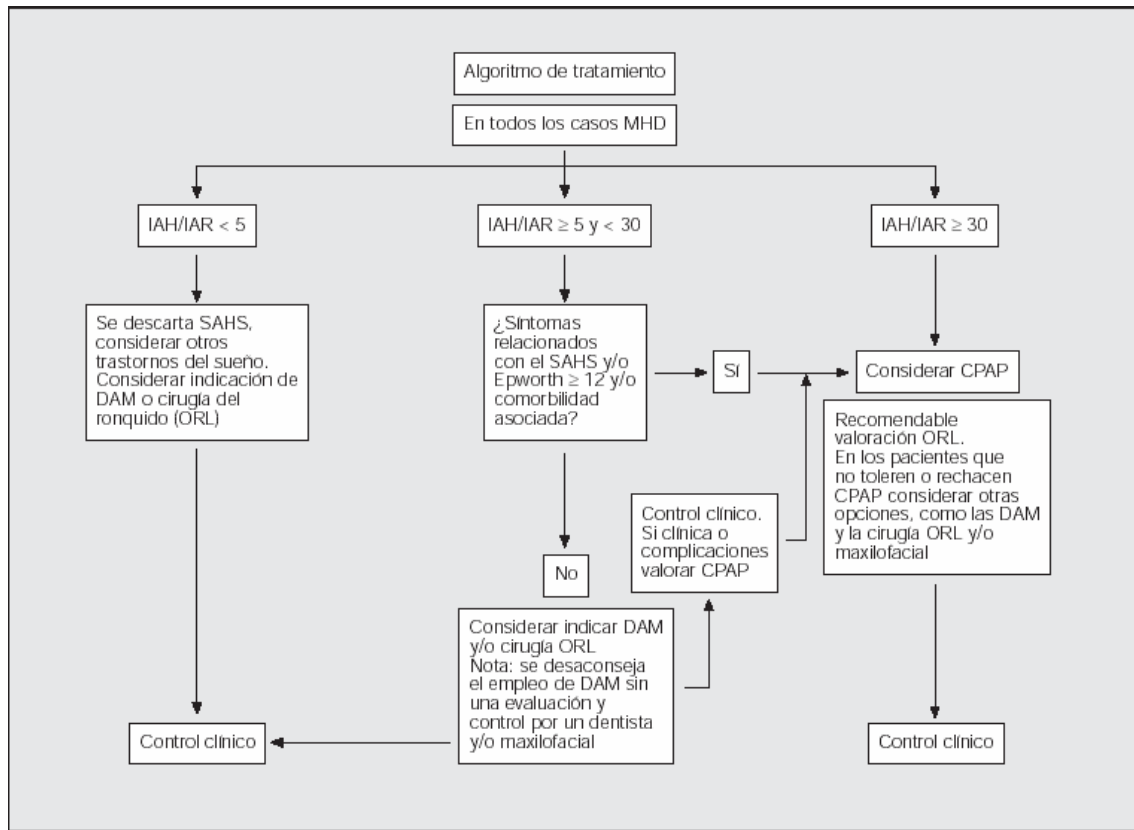 Algoritmo de tratamiento
En todos los casos MHD
IAH/IAR < 5
IAH/IAR ≥ 5 y < 30
IAH/IAR ≥ 30
Se descarta SAHS,
considerar otros
trastornos del sueño.
Considerar indicación de
DAM o cirugía del
ronquido (ORL)
¿Síntomas
relacionados
con el SAHS y/o
Epworth ≥ 12 y/o
comorbilidad
asociada?
Sí
Considerar CPAP
Recomendable
valoración ORL.
En los pacientes que
no toleren o rechacen
CPAP considerar otras
opciones, como las DAM
y la cirugía ORL y/o
maxilofacial
Control clínico.
Si clínica o
complicaciones
valorar CPAP
No
Considerar indicar DAM
y/o cirugía ORL
Nota: se desaconseja
el empleo de DAM sin
una evaluación y
control por un dentista
y/o maxilofacial
Control clínico
Control clínico